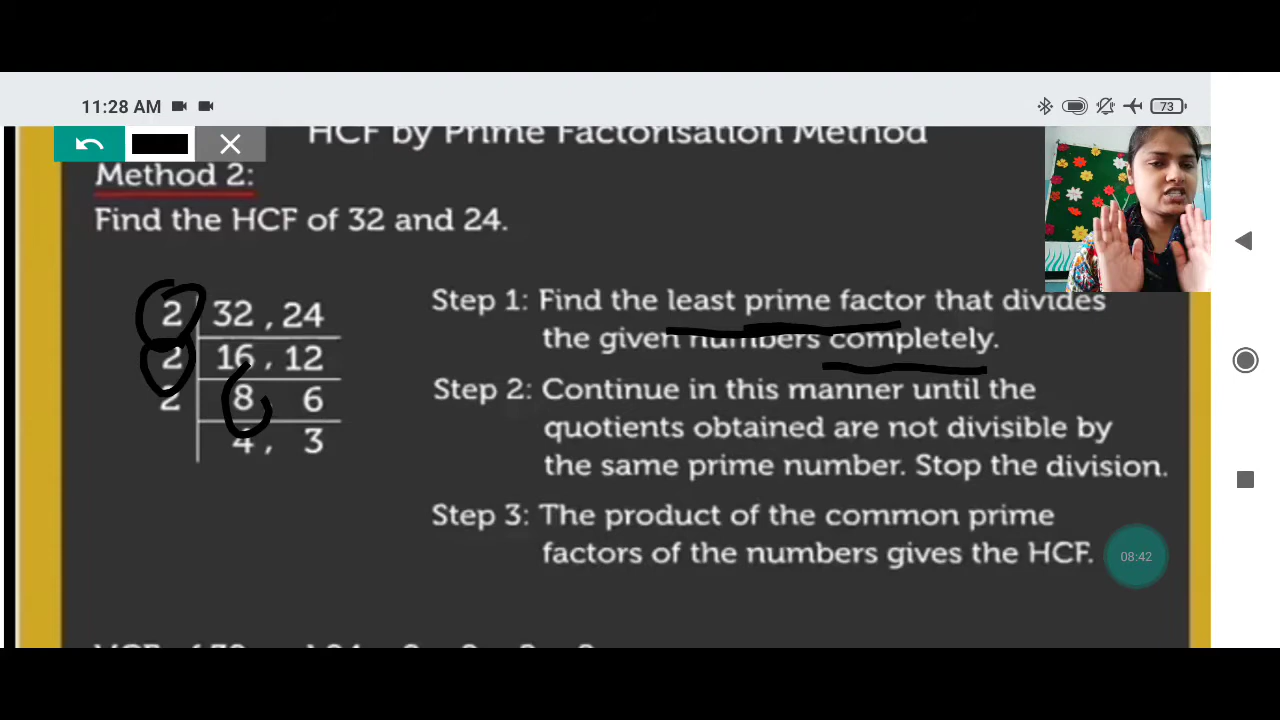 11:28 AM
73
HCF by Prime Factorisation Method
Method 2:
Find the HCF of 32 and 24.
2 32 , 24
2 16 , 12
2 8 6
4 , 3
Step 1: Find the least prime factor that divides
the given numbers completely.
Step 2: Continue in this manner until the
quotients obtained are not divisible by
the same prime number. Stop the division.
Step 3: The product of the common prime
factors of the numbers gives the HCF.
08:42